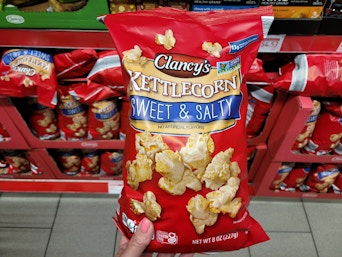 Clancy's
KETTLECORN
SWEET & SALTY
NO ARTIFICIAL FLAVORS
NET WT 8 OZ (227g)